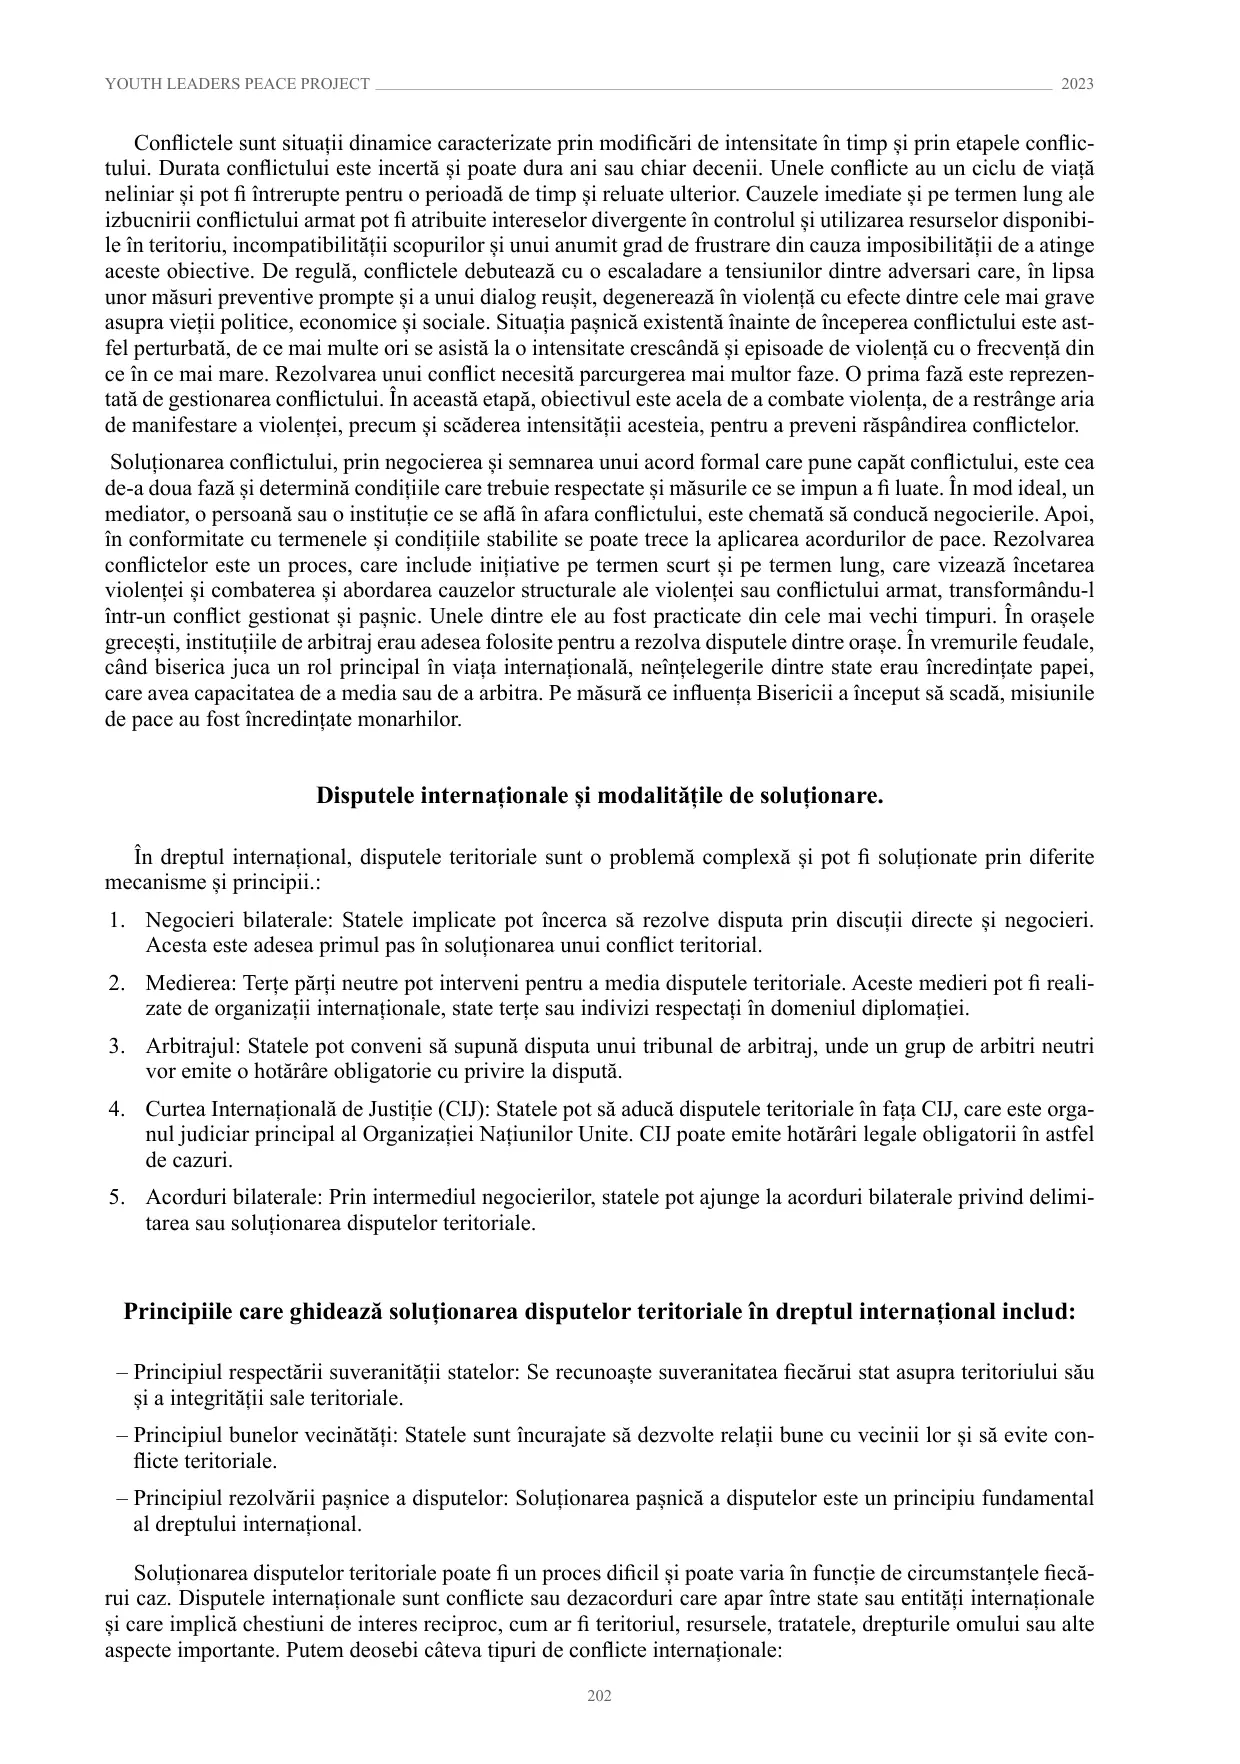 YOUTH LEADERS PEACE PROJECT 2023
Conflictele sunt situații dinamice caracterizate prin modificări de intensitate în timp și prin etapele conflic-
tului. Durata conflictului este incertă și poate dura ani sau chiar decenii. Unele conflicte au un ciclu de viață
neliniar și pot fi întrerupte pentru o perioadă de timp și reluate ulterior. Cauzele imediate și pe termen lung ale
izbucnirii conflictului armat pot fi atribuite intereselor divergente în controlul și utilizarea resurselor disponibi-
le în teritoriu, incompatibilității scopurilor și unui anumit grad de frustrare din cauza imposibilității de a atinge
aceste obiective. De regulă, conflictele debutează cu o escaladare a tensiunilor dintre adversari care, în lipsa
unor măsuri preventive prompte și a unui dialog reușit, degenerează în violență cu efecte dintre cele mai grave
asupra vieții politice, economice și sociale. Situația pașnică existentă înainte de începerea conflictului este ast-
fel perturbată, de ce mai multe ori se asistă la o intensitate crescândă și episoade de violență cu o frecvență din
ce în ce mai mare. Rezolvarea unui conflict necesită parcurgerea mai multor faze. O prima fază este reprezen-
tată de gestionarea conflictului. În această etapă, obiectivul este acela de a combate violența, de a restrânge aria
de manifestare a violenței, precum și scăderea intensității acesteia, pentru a preveni răspândirea conflictelor.
Soluționarea conflictului, prin negocierea și semnarea unui acord formal care pune capăt conflictului, este cea
de-a doua fază și determină condițiile care trebuie respectate și măsurile ce se impun a fi luate. În mod ideal, un
mediator, o persoană sau o instituție ce se află în afara conflictului, este chemată să conducă negocierile. Apoi,
în conformitate cu termenele și condițiile stabilite se poate trece la aplicarea acordurilor de pace. Rezolvarea
conflictelor este un proces, care include inițiative pe termen scurt și pe termen lung, care vizează încetarea
violenței și combaterea și abordarea cauzelor structurale ale violenței sau conflictului armat, transformându-l
într-un conflict gestionat și pașnic. Unele dintre ele au fost practicate din cele mai vechi timpuri. În orașele
grecești, instituțiile de arbitraj erau adesea folosite pentru a rezolva disputele dintre orașe. În vremurile feudale,
când biserica juca un rol principal în viața internațională, neînțelegerile dintre state erau încredințate papei,
care avea capacitatea de a media sau de a arbitra. Pe măsură ce influența Bisericii a început să scadă, misiunile
de pace au fost încredințate monarhilor.
Disputele internaționale și modalitățile de soluționare.
În dreptul internațional, disputele teritoriale sunt o problemă complexă și pot fi soluționate prin diferite
mecanisme și principii.:
1. Negocieri bilaterale: Statele implicate pot încerca să rezolve disputa prin discuții directe și negocieri.
Acesta este adesea primul pas în soluționarea unui conflict teritorial.
2. Medierea: Terțe părți neutre pot interveni pentru a media disputele teritoriale. Aceste medieri pot fi reali-
zate de organizații internaționale, state terțe sau indivizi respectați în domeniul diplomației.
3. Arbitrajul: Statele pot conveni să supună disputa unui tribunal de arbitraj, unde un grup de arbitri neutri
vor emite o hotărâre obligatorie cu privire la dispută.
4. Curtea Internațională de Justiție (CIJ): Statele pot să aducă disputele teritoriale în fața CIJ, care este orga-
nul judiciar principal al Organizației Națiunilor Unite. CIJ poate emite hotărâri legale obligatorii în astfel
de cazuri.
5. Acorduri bilaterale: Prin intermediul negocierilor, statele pot ajunge la acorduri bilaterale privind delimi-
tarea sau soluționarea disputelor teritoriale.
Principiile care ghidează soluționarea disputelor teritoriale în dreptul internațional includ:
– Principiul respectării suveranității statelor: Se recunoaște suveranitatea fiecărui stat asupra teritoriului său
și a integrității sale teritoriale.
– Principiul bunelor vecinătăți: Statele sunt încurajate să dezvolte relații bune cu vecinii lor și să evite con-
flicte teritoriale.
– Principiul rezolvării pașnice a disputelor: Soluționarea pașnică a disputelor este un principiu fundamental
al dreptului internațional.
Soluționarea disputelor teritoriale poate fi un proces dificil și poate varia în funcție de circumstanțele fiecă-
rui caz. Disputele internaționale sunt conflicte sau dezacorduri care apar între state sau entități internaționale
și care implică chestiuni de interes reciproc, cum ar fi teritoriul, resursele, tratatele, drepturile omului sau alte
aspecte importante. Putem deosebi câteva tipuri de conflicte internaționale:
202